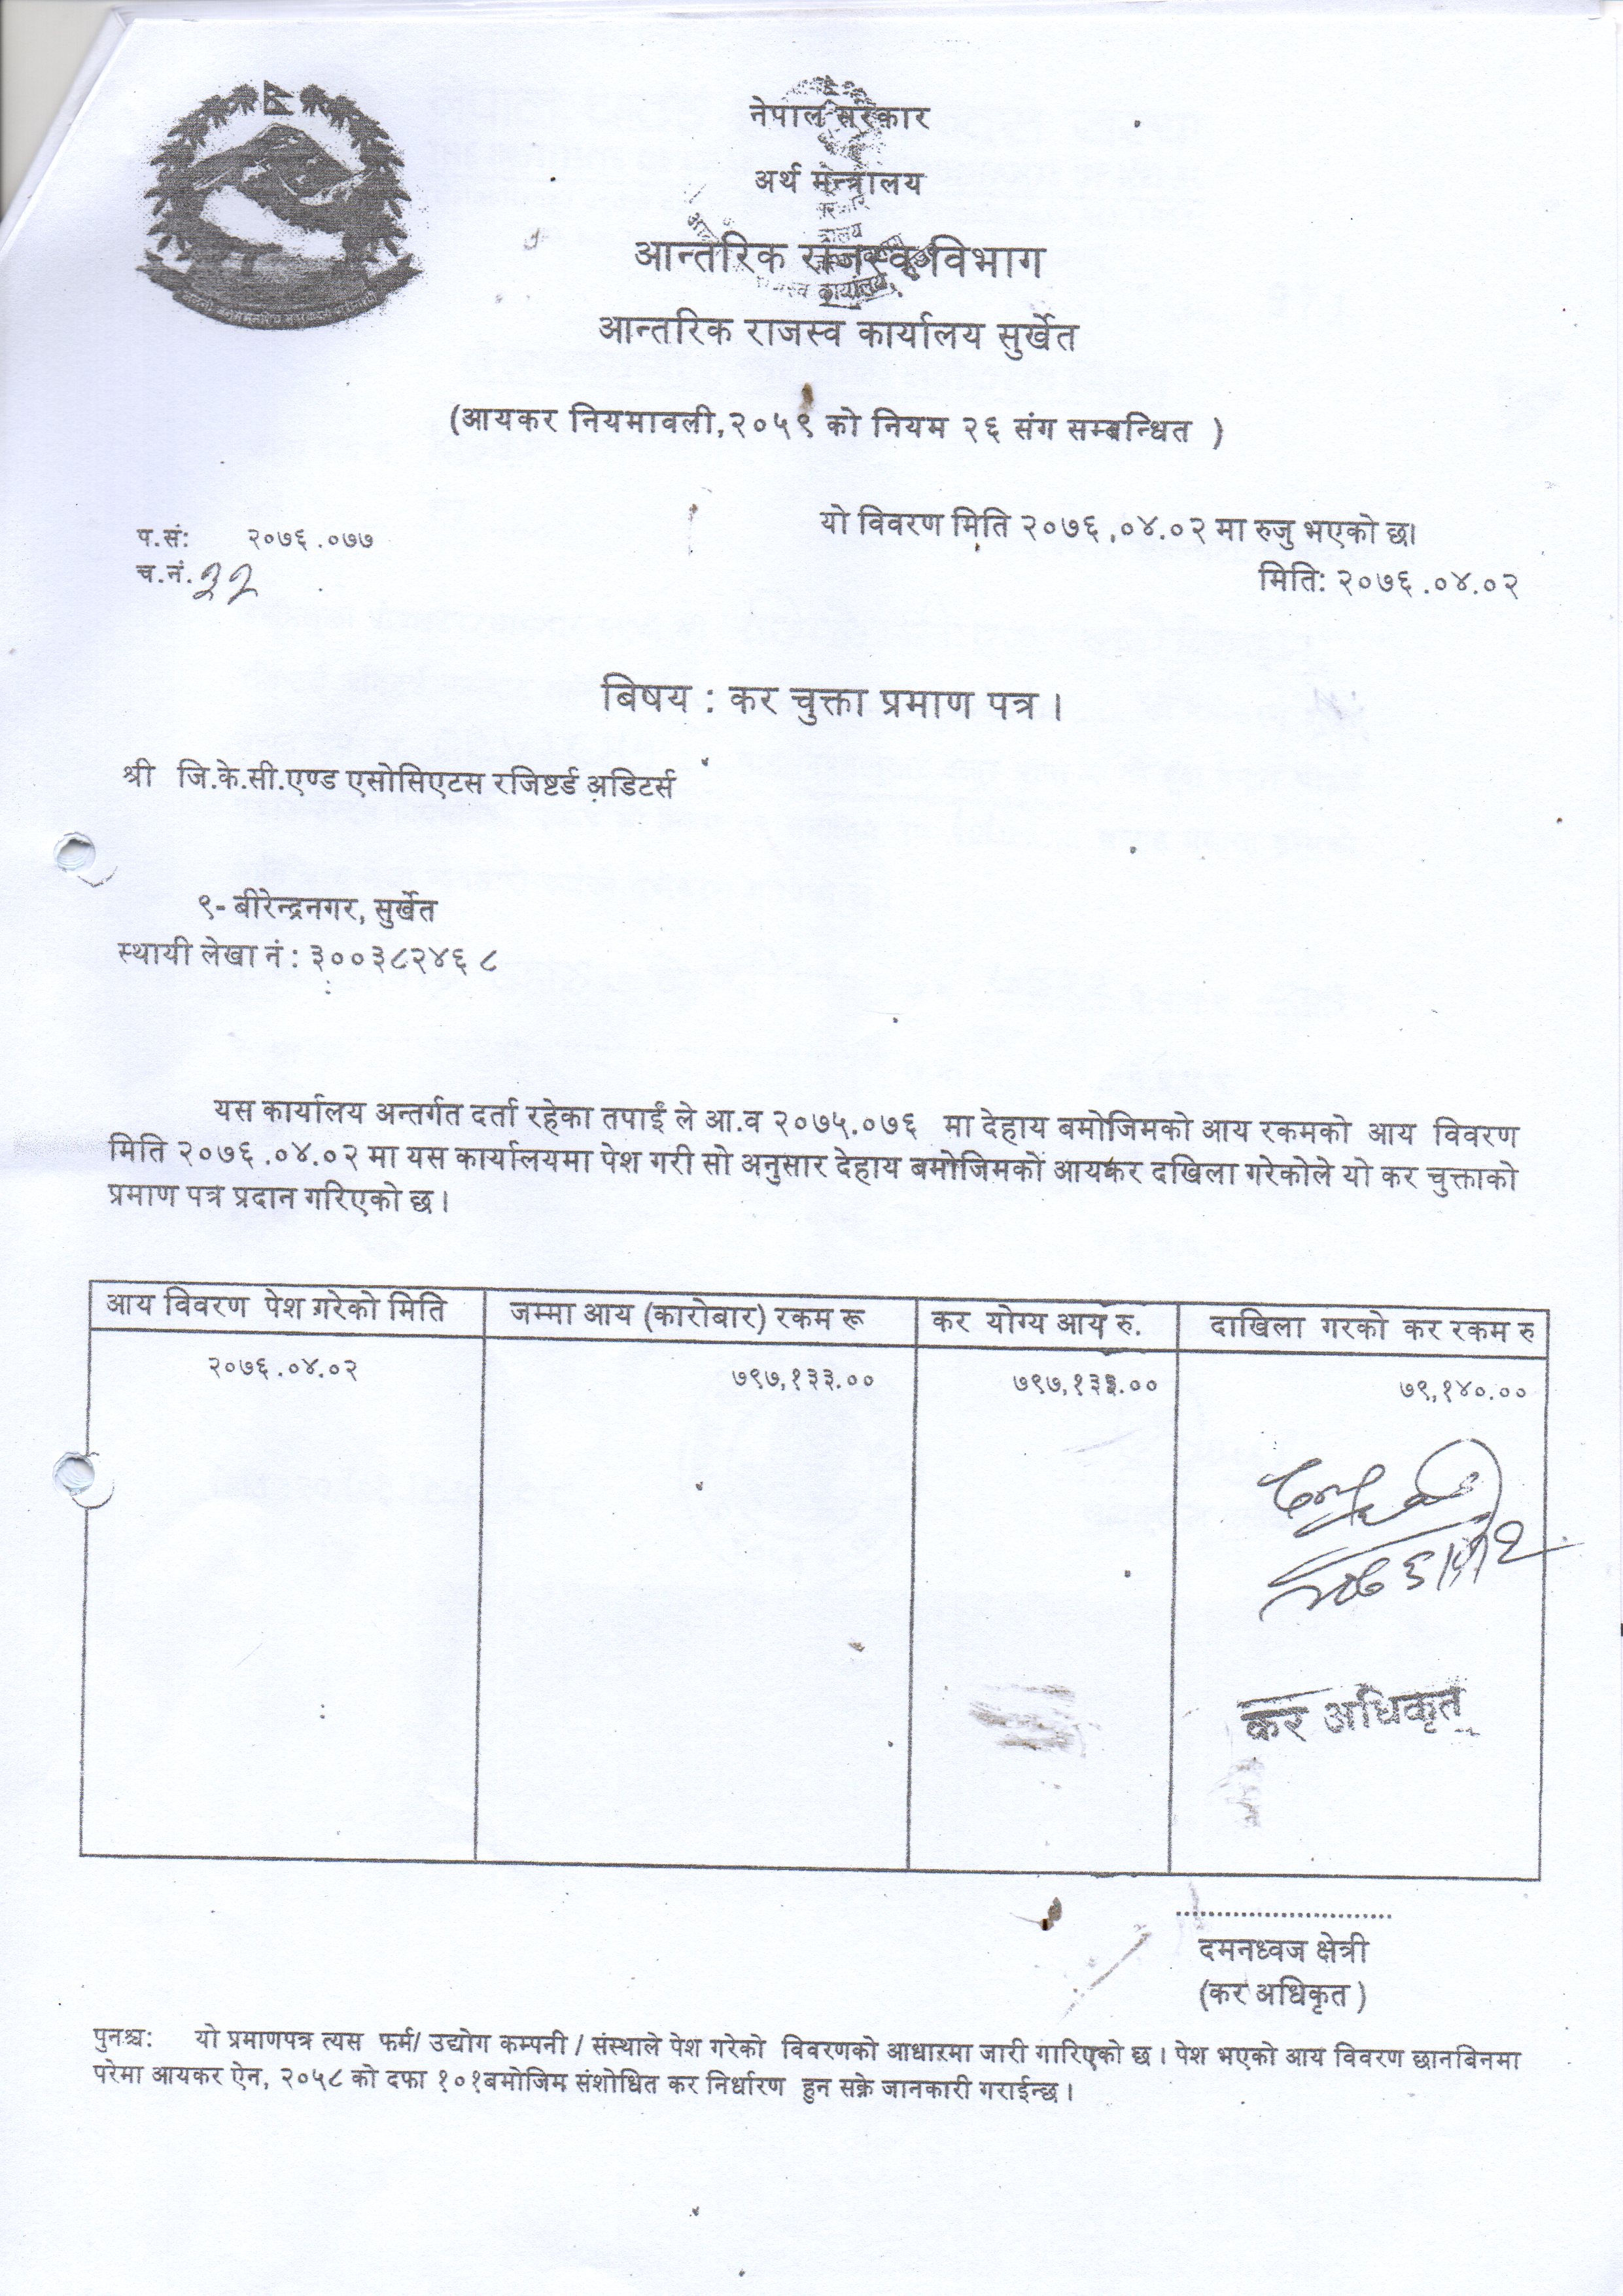 नेपाल सरकार
अर्थ मन्त्रालय
आन्तरिक राजस्व विभाग
आन्तरिक राजस्व कार्यालय सुर्खेत
(आयकर नियमावली,२०५९ को नियम २६ संग सम्बन्धित )
यो विवरण मिति २०७६.०४.०२ मा रुजु भएको छ।
प.सं: २०७६.०७७
च.नं. २२
मिति: २०७६.०४.०२
बिषय : कर चुक्ता प्रमाण पत्र ।
श्री जि.के.सी.एण्ड एसोसिएटस रजिष्टर्ड अडिटर्स
९- बीरेन्द्रनगर, सुर्खेत
स्थायी लेखा नं : ३००३८२४६८
यस कार्यालय अन्तर्गत दर्ता रहेका तपाईं ले आ.व २०७५.०७६ मा देहाय बमोजिमको आय रकमको आय विवरण
मिति २०७६.०४.०२ मा यस कार्यालयमा पेश गरी सो अनुसार देहाय बमोजिमको आयकर दखिला गरेकोले यो कर चुक्ताको
प्रमाण पत्र प्रदान गरिएको छ ।
आय विवरण पेश गरेको मिति जम्मा आय (कारोबार) रकम रू कर योग्य आय रु. दाखिला गरको कर रकम रु
२०७६.०४.०२ ७९७,१३३.०० ७९७,१३३.०० ७९,१४०.००
कर अधिकृत
दमनध्वज क्षेत्री
(कर अधिकृत )
पुनश्च: यो प्रमाणपत्र त्यस फर्म/ उद्योग कम्पनी / संस्थाले पेश गरेको विवरणको आधारमा जारी गारिएको छ । पेश भएको आय विवरण छानबिनमा
परेमा आयकर ऐन, २०५८ को दफा १०१बमोजिम संशोधित कर निर्धारण हुन सक्ने जानकारी गराईन्छ ।